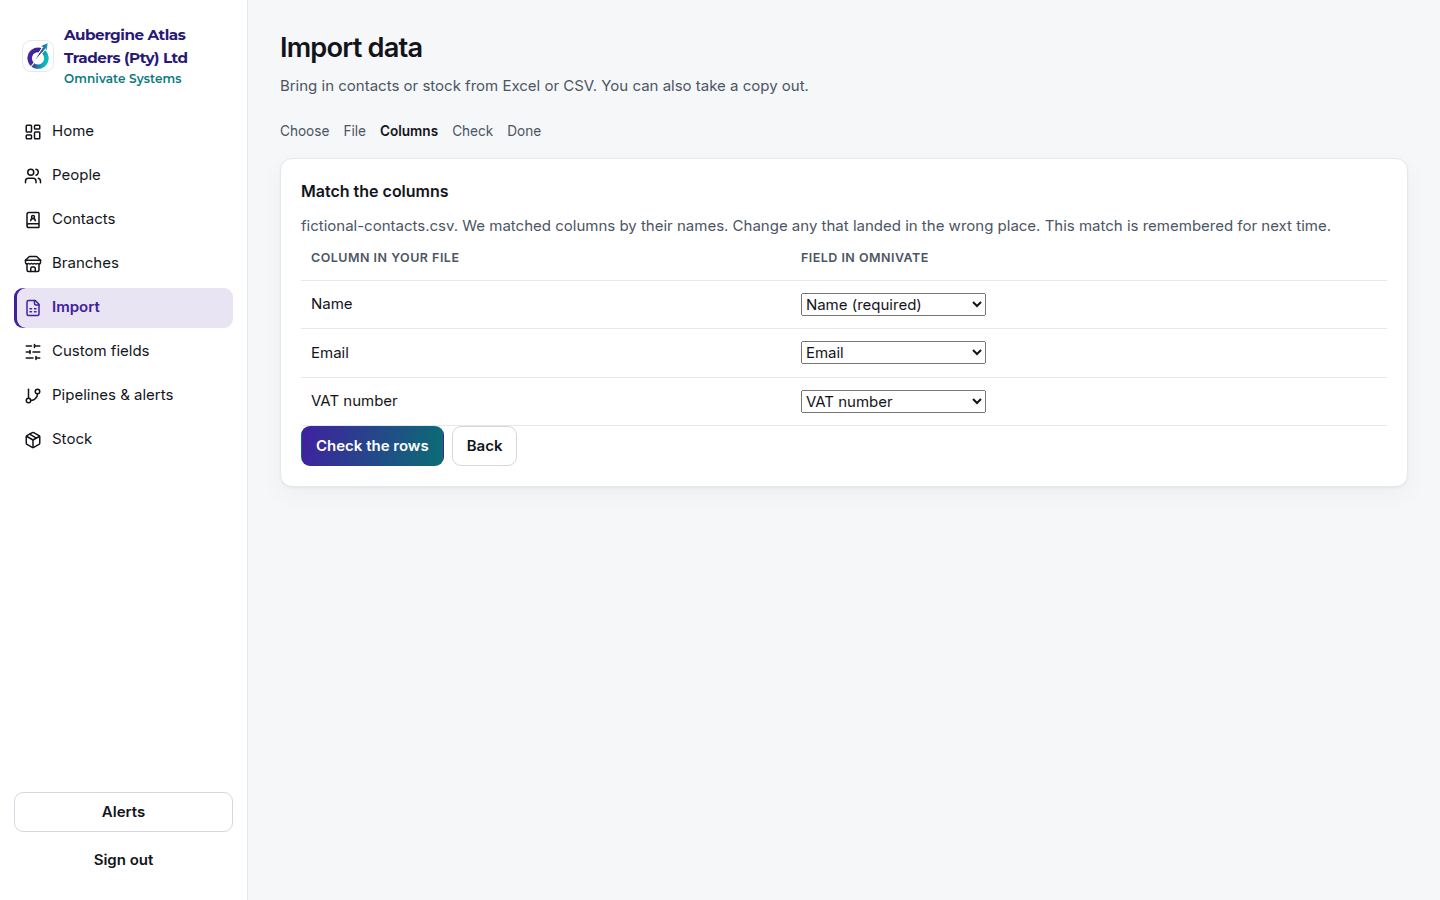 Aubergine Atlas
Traders (Pty) Ltd
Omnivate Systems
Home
People
Contacts
Branches
Import
Custom fields
Pipelines & alerts
Stock
Alerts
Sign out
Import data
Bring in contacts or stock from Excel or CSV. You can also take a copy out.
Choose File Columns Check Done
Match the columns
fictional-contacts.csv. We matched columns by their names. Change any that landed in the wrong place. This match is remembered for next time.
COLUMN IN YOUR FILE FIELD IN OMNIVATE
Name Name (required)
Email Email
VAT number VAT number
Check the rows Back